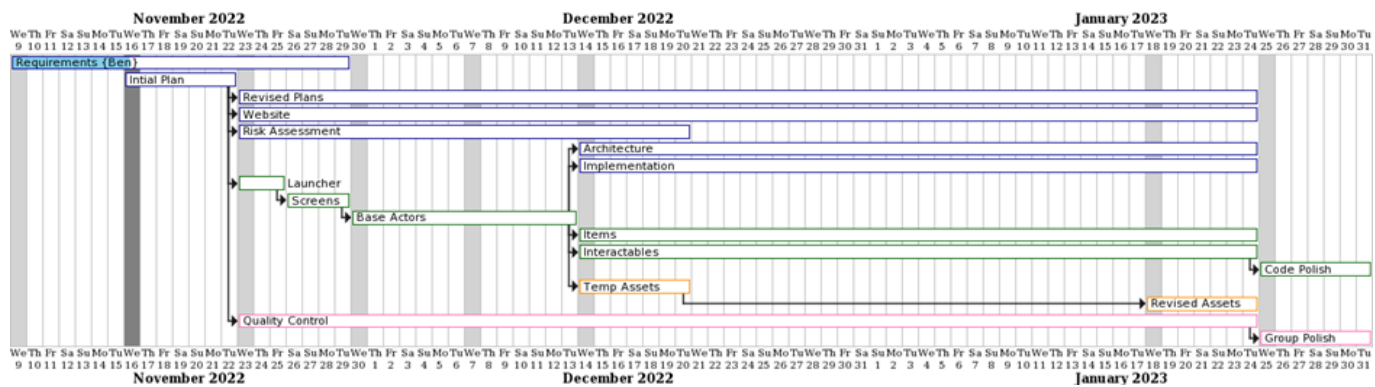 November 2022 December 2022 January 2023
We Th Fr Sa Su Mo Tu We Th Fr Sa Su Mo Tu We Th Fr Sa Su Mo Tu We Th Fr Sa Su Mo Tu We Th Fr Sa Su Mo Tu We Th Fr Sa Su Mo Tu We Th Fr Sa Su Mo Tu We Th Fr Sa Su Mo Tu We Th Fr Sa Su Mo Tu We Th Fr Sa Su Mo Tu We Th Fr Sa Su Mo Tu We Th Fr Sa Su Mo Tu
9 10 11 12 13 14 15 16 17 18 19 20 21 22 23 24 25 26 27 28 29 30 1 2 3 4 5 6 7 8 9 10 11 12 13 14 15 16 17 18 19 20 21 22 23 24 25 26 27 28 29 30 31 1 2 3 4 5 6 7 8 9 10 11 12 13 14 15 16 17 18 19 20 21 22 23 24 25 26 27 28 29 30 31
Requirements {Ben}
Intial Plan
Revised Plans
Website
Risk Assessment
Architecture
Implementation
Launcher
Screens
Base Actors
Items
Interactables
Code Polish
Temp Assets
Revised Assets
Quality Control
Group Polish
We Th Fr Sa Su Mo Tu We Th Fr Sa Su Mo Tu We Th Fr Sa Su Mo Tu We Th Fr Sa Su Mo Tu We Th Fr Sa Su Mo Tu We Th Fr Sa Su Mo Tu We Th Fr Sa Su Mo Tu We Th Fr Sa Su Mo Tu We Th Fr Sa Su Mo Tu We Th Fr Sa Su Mo Tu We Th Fr Sa Su Mo Tu We Th Fr Sa Su Mo Tu
9 10 11 12 13 14 15 16 17 18 19 20 21 22 23 24 25 26 27 28 29 30 1 2 3 4 5 6 7 8 9 10 11 12 13 14 15 16 17 18 19 20 21 22 23 24 25 26 27 28 29 30 31 1 2 3 4 5 6 7 8 9 10 11 12 13 14 15 16 17 18 19 20 21 22 23 24 25 26 27 28 29 30 31
November 2022 December 2022 January 2023